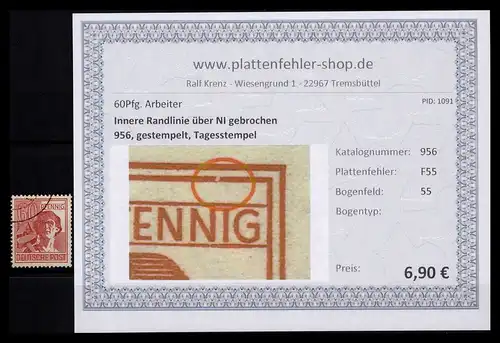 www.plattenfehler-shop.de
Ralf Krenz - Wiesengrund 1 - 22967 Tremsbüttel
60Pfg. Arbeiter
PID: 1091
Innere Randlinie über NI gebrochen
956, gestempelt, Tagesstempel
ENNIG
Katalognummer: 956
Plattenfehler: F55
Bogenfeld: 55
Bogentyp:
Preis: 6,90 €
PFENNIG
DEUTSCHE POST